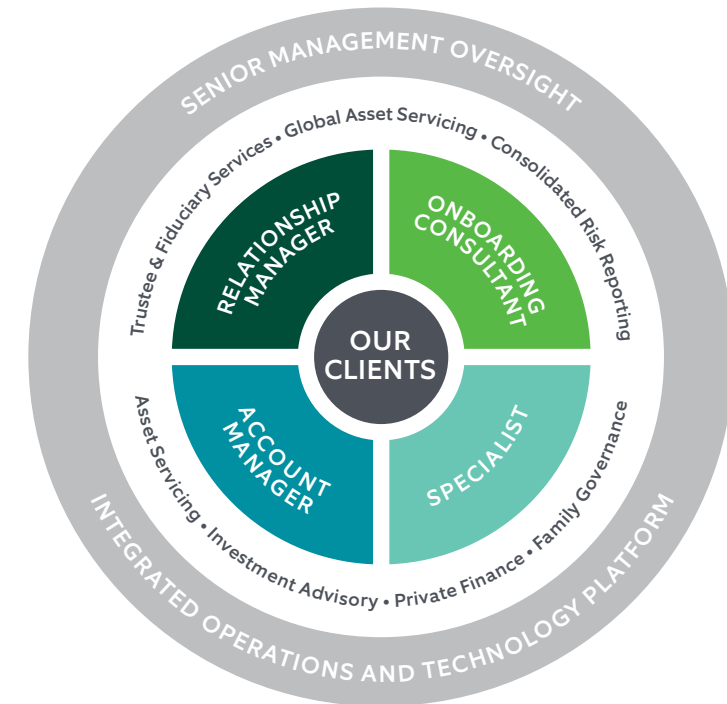 SENIOR MANAGEMENT OVERSIGHT
Trustee & Fiduciary Services • Global Asset Servicing • Consolidated Risk Reporting
RELATIONSHIP
MANAGER
ONBOARDING
CONSULTANT
OUR
CLIENTS
ACCOUNT
MANAGER
SPECIALIST
Asset Servicing • Investment Advisory • Private Finance • Family Governance
INTEGRATED OPERATIONS AND TECHNOLOGY PLATFORM